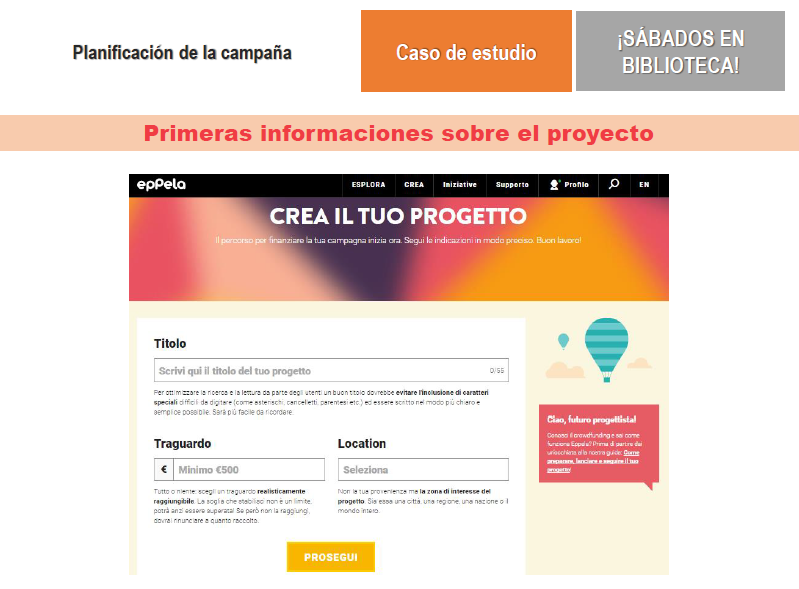 Planificación de la campaña
Caso de estudio
¡SÁBADOS EN
BIBLIOTECA!
Primeras informaciones sobre el proyecto
eppela
ESPLORA
CREA
Iniziative
Supporto
Profilo
EN
CREA IL TUO PROGETTO
Il percorso per finanziare la tua campagna inizia ora. Segui le indicazioni in modo preciso. Buon lavoro!
Titolo
Scrivi qui il titolo del tuo progetto
0/55
Per ottimizzare la ricerca e la lettura da parte degli utenti un buon titolo dovrebbe evitare l'inclusione di caratteri
speciali difficili da digitare (come asterischi, cancelletti, parentesi etc.) ed essere scritto nel modo più chiaro e
semplice possibile. Sarà più facile da ricordare.
Traguardo
€
Minimo €500
Tutto o niente: scegli un traguardo realisticamente
raggiungibile. La soglia che stabilisci non è un limite,
potrà anzi essere superata! Se però non la raggiungi,
dovrai rinunciare a quanto raccolto.
Location
Seleziona
Non la tua provenienza ma la zona di interesse del
progetto. Sia essa una città, una regione, una nazione o il
mondo intero.
PROSEGUI
Ciao, futuro progettista!
Conosci il crowdfunding e sai come
funziona Eppela? Prima di partire dai
un'occhiata alla nostra guida: Come
preparare, lanciare e seguire il tuo
progetto!